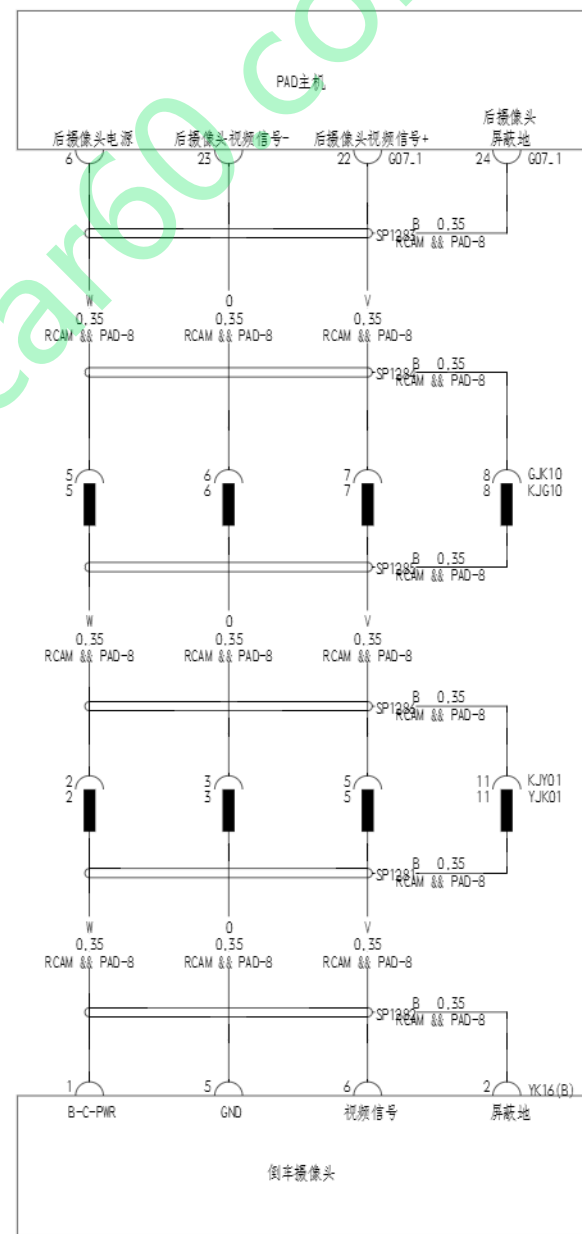 car60.co
PAD主机
后摄像头电源 后摄像头视频信号- 后摄像头视频信号+ 后摄像头
屏蔽地
6 23 22 G07_1 24 G07_1
B 0.35
SP1283
RCAM && PAD-8
W O V
0.35 0.35 0.35
RCAM && PAD-8 RCAM && PAD-8 RCAM && PAD-8
B 0.35
SP1284
RCAM && PAD-8
5 6 7 8 GJK10
5 6 7 8 KJG10
B 0.35
SP1285
RCAM && PAD-8
W O V
0.35 0.35 0.35
RCAM && PAD-8 RCAM && PAD-8 RCAM && PAD-8
B 0.35
SP1286
RCAM && PAD-8
2 3 5 11 KJY01
2 3 5 11 YJK01
B 0.35
SP1281
RCAM && PAD-8
W O V
0.35 0.35 0.35
RCAM && PAD-8 RCAM && PAD-8 RCAM && PAD-8
B 0.35
SP1282
RCAM && PAD-8
1 5 6 2 YK16(B)
B-C-PWR GND 视频信号 屏蔽地
倒车摄像头